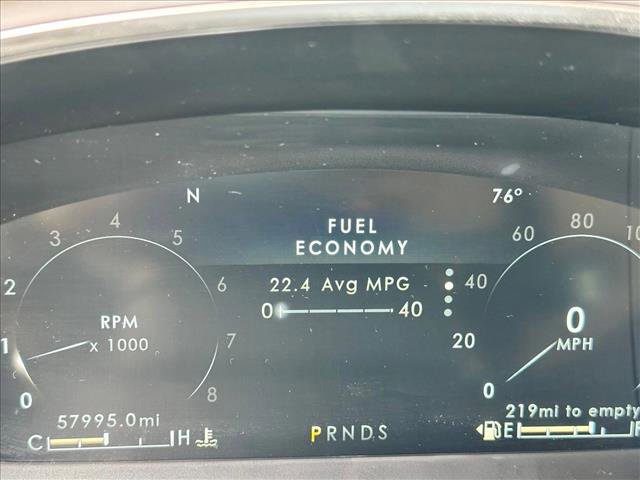 N
76°
FUEL
ECONOMY
22.4 Avg MPG
0 40
0 1 2 3 4 5 6 7 8
RPM
x 1000
0 20 40 60 80 10
0
MPH
57995.0mi
C H
PRNDS
219mi to empty
E F